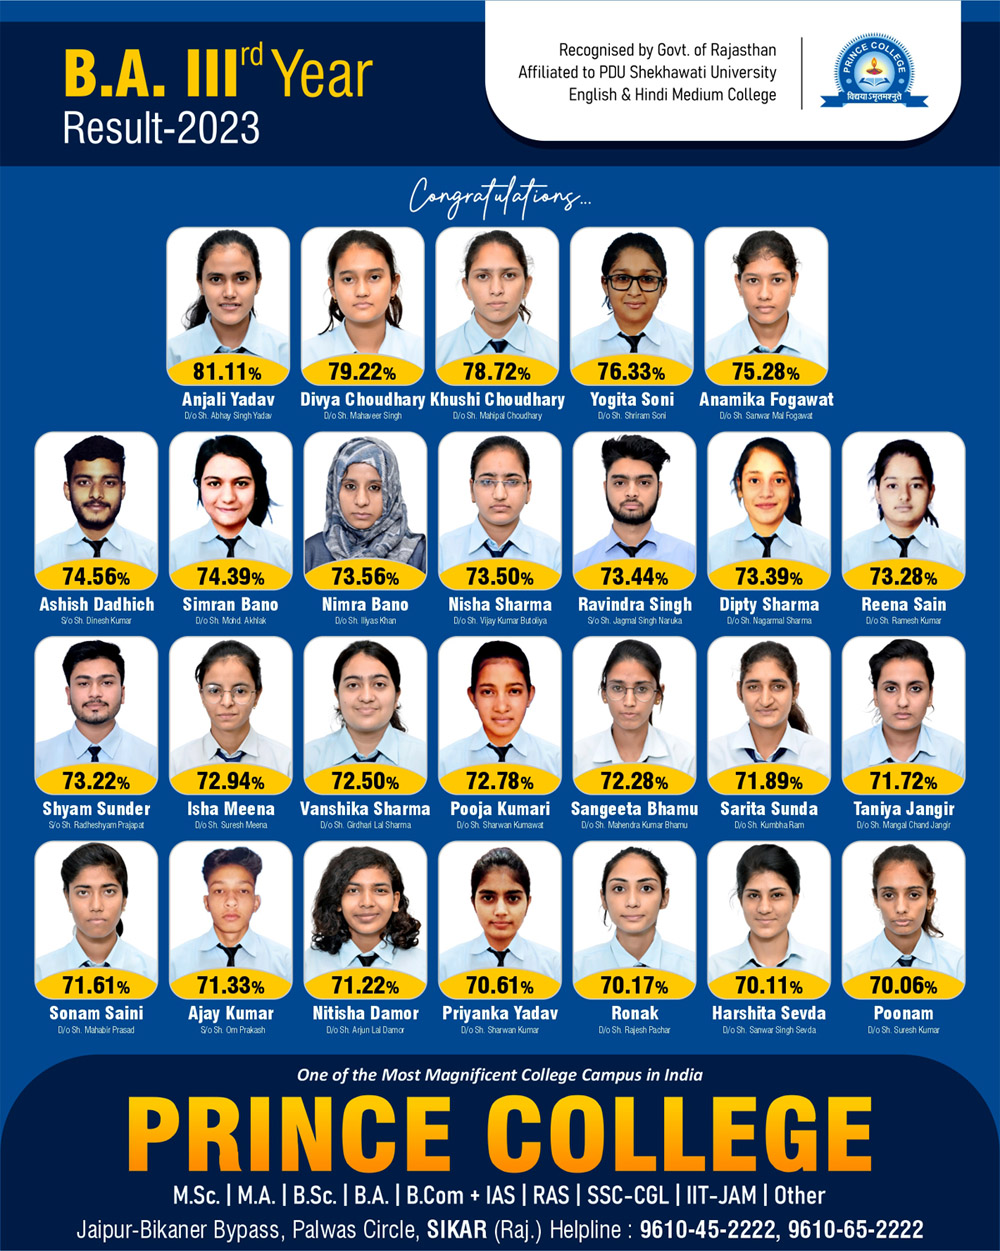 B.A. IIIrd Year
Result-2023
Recognised by Govt. of Rajasthan
Affiliated to PDU Shekhawati University
English & Hindi Medium College
PRINCE COLLEGE
विद्ययाऽमृतमश्नुते
Congratulations...
81.11% 79.22% 78.72% 76.33% 75.28%
Anjali Yadav Divya Choudhary Khushi Choudhary Yogita Soni Anamika Fogawat
D/o Sh. Abhay Singh Yadav D/o Sh. Mahaveer Singh D/o Sh. Mahipal Choudhary D/o Sh. Shriram Soni D/o Sh. Sanwar Mal Fogawat
74.56% 74.39% 73.56% 73.50% 73.44% 73.39% 73.28%
Ashish Dadhich Simran Bano Nimra Bano Nisha Sharma Ravindra Singh Dipty Sharma Reena Sain
S/o Sh. Dinesh Kumar D/o Sh. Mohd. Akhlak D/o Sh. Iliyas Khan D/o Sh. Vijay Kumar Butoliya S/o Sh. Jagmal Singh Naruka D/o Sh. Nagarmal Sharma D/o Sh. Ramesh Kumar
73.22% 72.94% 72.50% 72.78% 72.28% 71.89% 71.72%
Shyam Sunder Isha Meena Vanshika Sharma Pooja Kumari Sangeeta Bhamu Sarita Sunda Taniya Jangir
S/o Sh. Radheshyam Prajapat D/o Sh. Suresh Meena D/o Sh. Girdhari Lal Sharma D/o Sh. Sharwan Kumawat D/o Sh. Mahendra Kumar Bhamu D/o Sh. Kumbha Ram D/o Sh. Mangal Chand Jangir
71.61% 71.33% 71.22% 70.61% 70.17% 70.11% 70.06%
Sonam Saini Ajay Kumar Nitisha Damor Priyanka Yadav Ronak Harshita Sevda Poonam
D/o Sh. Mahabir Prasad S/o Sh. Om Prakash D/o Sh. Arjun Lal Damor D/o Sh. Sharwan Kumar D/o Sh. Rajesh Pachar D/o Sh. Sanwar Singh Sevda D/o Sh. Suresh Kumar
One of the Most Magnificent College Campus in India
PRINCE COLLEGE
M.Sc. | M.A. | B.Sc. | B.A. | B.Com + IAS | RAS | SSC-CGL | IIT-JAM | Other
Jaipur-Bikaner Bypass, Palwas Circle, SIKAR (Raj.) Helpline : 9610-45-2222, 9610-65-2222